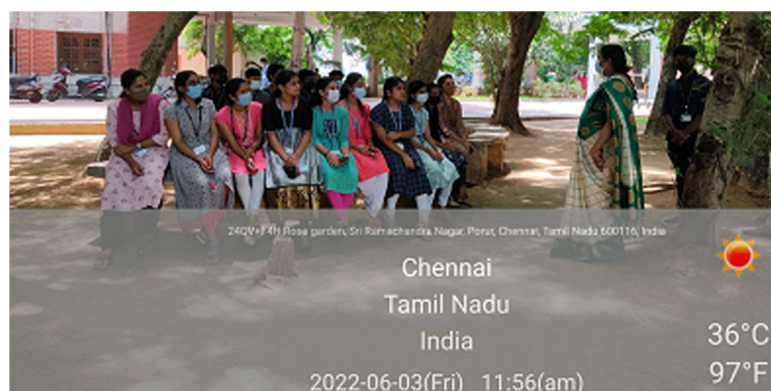 24QV+F4H Rose garden, Sri Ramachandra Nagar, Porur, Chennai, Tamil Nadu 600116, India
Chennai
Tamil Nadu
India
2022-06-03(Fri) 11:56(am)
36°C
97°F